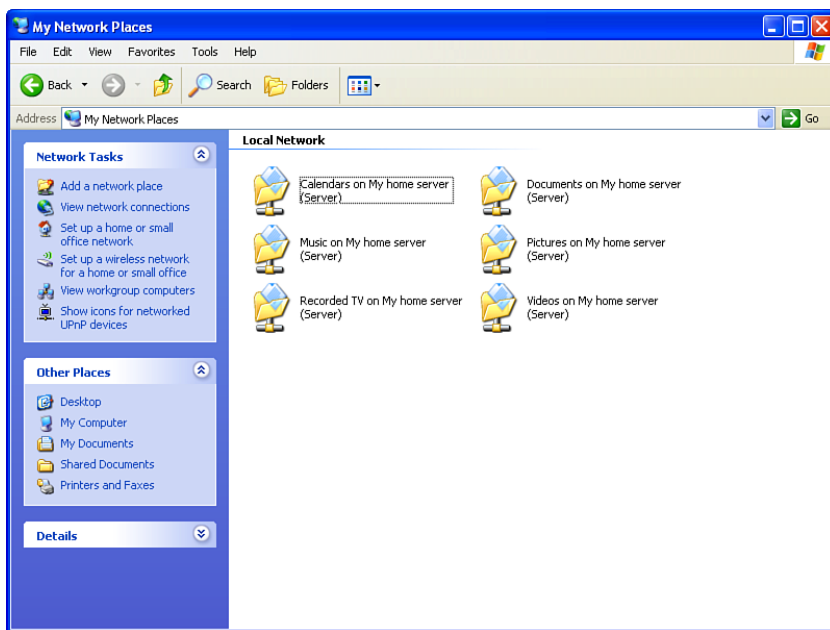 My Network Places
File Edit View Favorites Tools Help
Back Search Folders
Address My Network Places Go
Network Tasks
Add a network place
View network connections
Set up a home or small
office network
Set up a wireless network
for a home or small office
View workgroup computers
Show icons for networked
UPnP devices
Other Places
Desktop
My Computer
My Documents
Shared Documents
Printers and Faxes
Details
Local Network
Calendars on My home server
(Server)
Documents on My home server
(Server)
Music on My home server
(Server)
Pictures on My home server
(Server)
Recorded TV on My home server
(Server)
Videos on My home server
(Server)